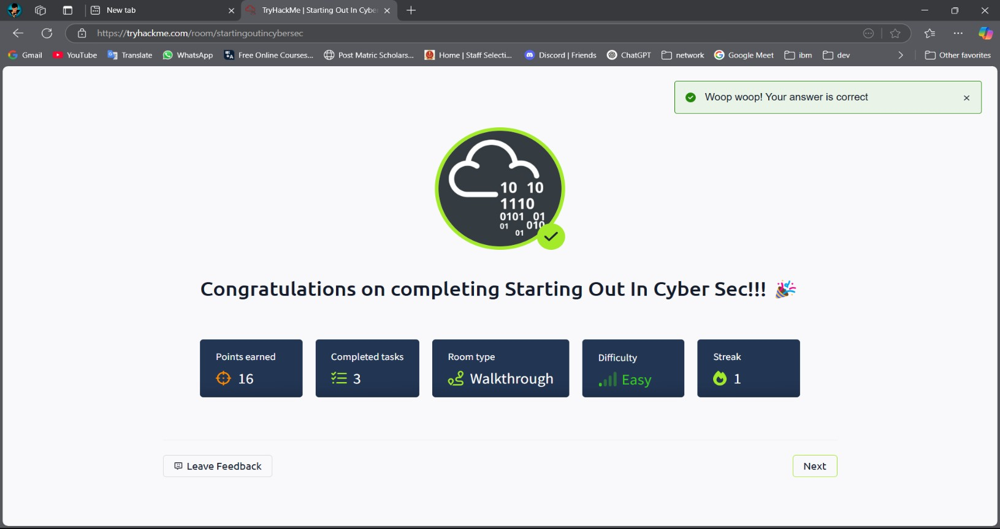 New tab
TryHackMe | Starting Out In Cybe
https://tryhackme.com/room/startingoutincybersec
Gmail
YouTube
Translate
WhatsApp
Free Online Courses...
Post Matric Scholars...
Home | Staff Selecti...
Discord | Friends
ChatGPT
network
Google Meet
ibm
dev
Other favorites
Woop woop! Your answer is correct
10 10
1110
0101 01
01 010
01
Congratulations on completing Starting Out In Cyber Sec!!!
Points earned
16
Completed tasks
3
Room type
Walkthrough
Difficulty
Easy
Streak
1
Leave Feedback
Next